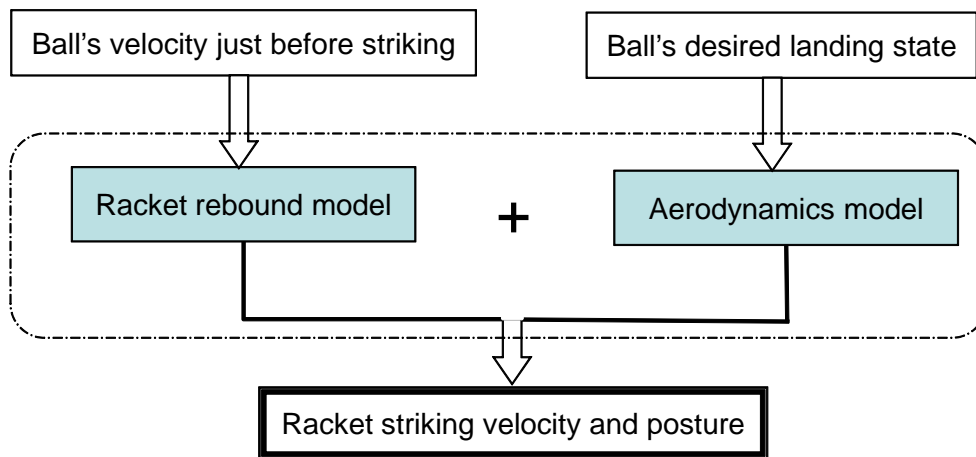 Ball's velocity just before striking
Ball's desired landing state
Racket rebound model
+
Aerodynamics model
Racket striking velocity and posture